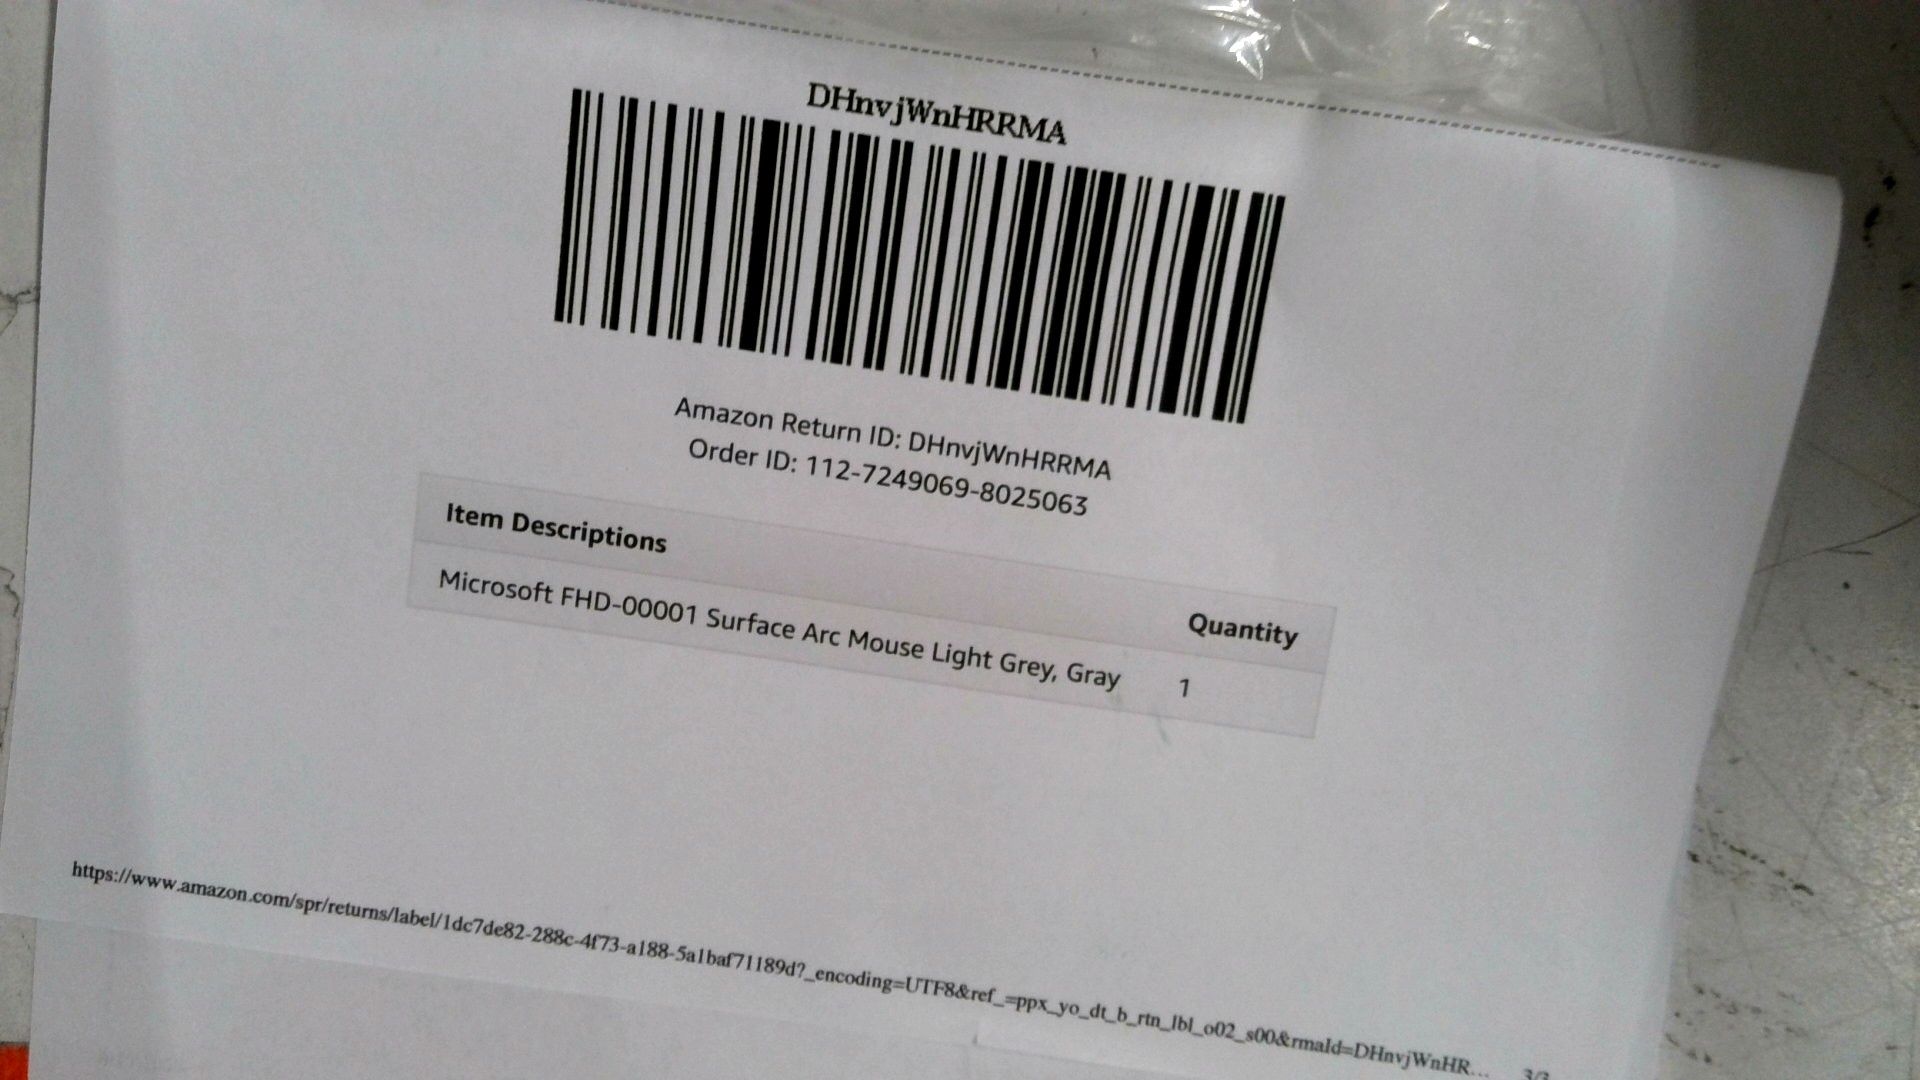 DHnvjWnHRRMA
Amazon Return ID: DHnvjWnHRRMA
Order ID: 112-7249069-8025063
Item Descriptions Quantity
Microsoft FHD-00001 Surface Arc Mouse Light Grey, Gray 1
https://www.amazon.com/spr/returns/label/1dc7de82-288c-4f73-a188-5a1baf71189d?_encoding=UTF8&ref_=ppx_yo_dt_b_rtn_lbl_o02_s00&rmaId=DHnvjWnHR... 3/3